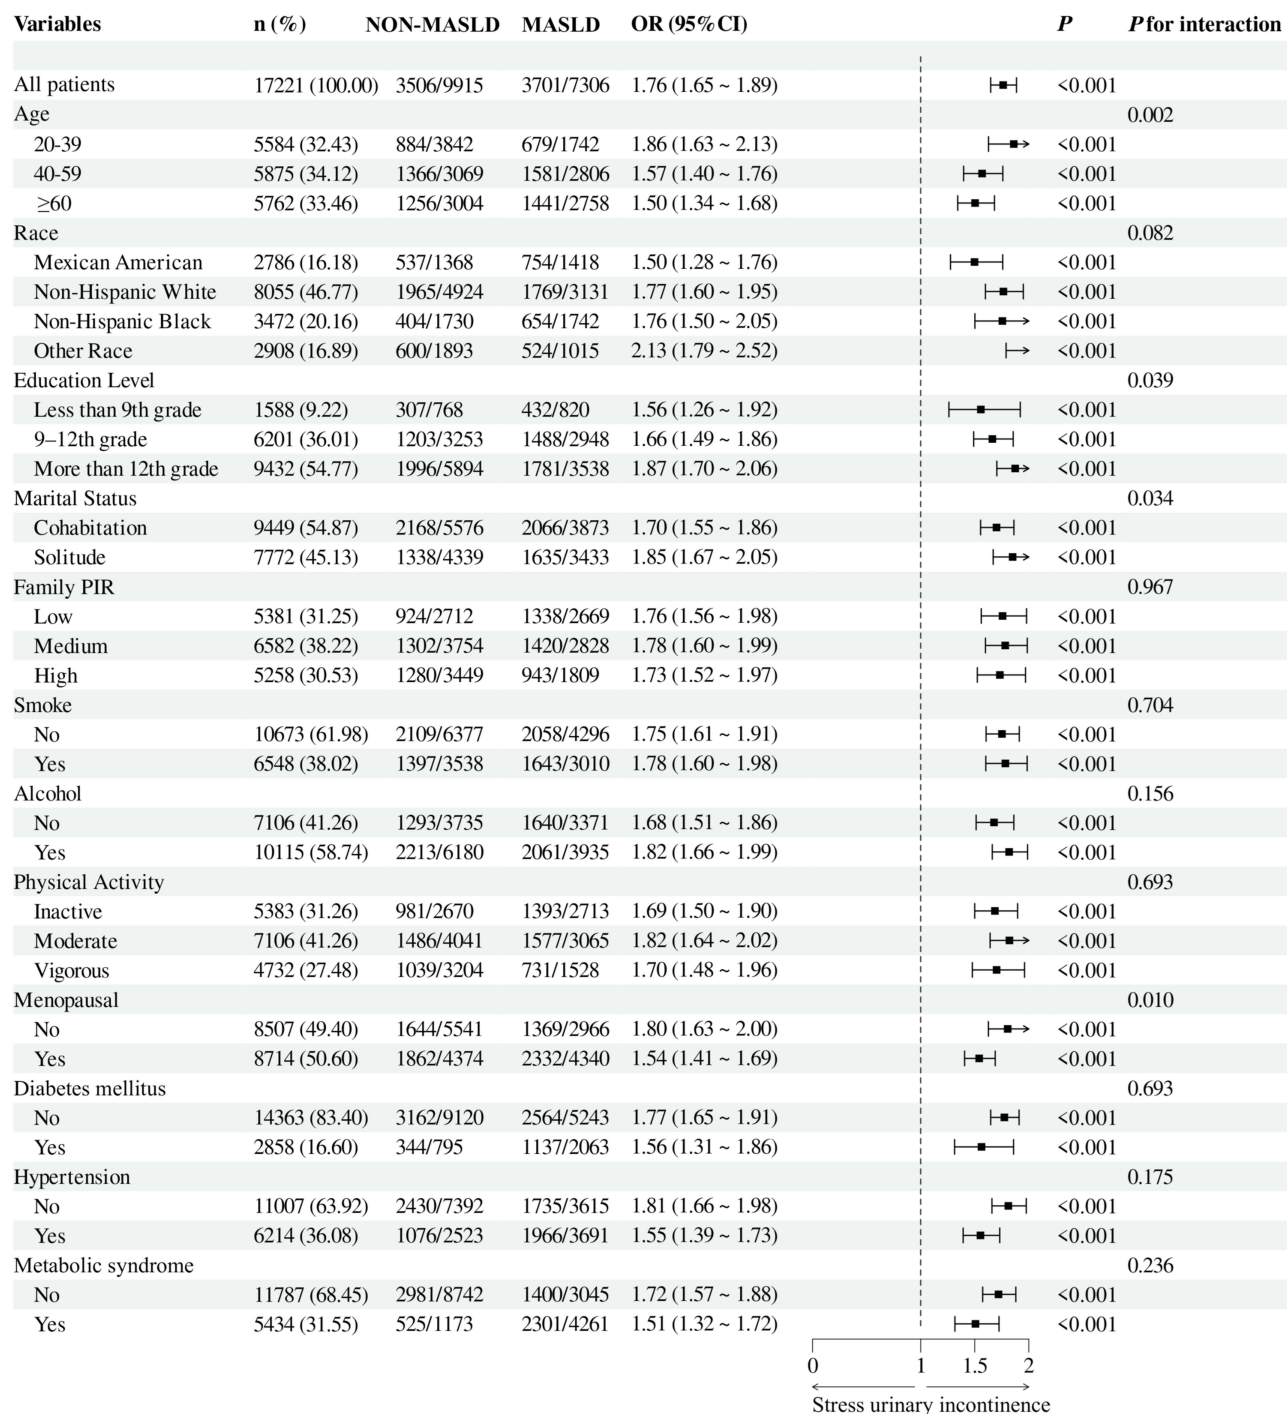 Variables n (%) NON-MASLD MASLD OR (95%CI) P P for interaction
All patients 17221 (100.00) 3506/9915 3701/7306 1.76 (1.65 ~ 1.89) <0.001
Age 0.002
20-39 5584 (32.43) 884/3842 679/1742 1.86 (1.63 ~ 2.13) <0.001
40-59 5875 (34.12) 1366/3069 1581/2806 1.57 (1.40 ~ 1.76) <0.001
≥60 5762 (33.46) 1256/3004 1441/2758 1.50 (1.34 ~ 1.68) <0.001
Race 0.082
Mexican American 2786 (16.18) 537/1368 754/1418 1.50 (1.28 ~ 1.76) <0.001
Non-Hispanic White 8055 (46.77) 1965/4924 1769/3131 1.77 (1.60 ~ 1.95) <0.001
Non-Hispanic Black 3472 (20.16) 404/1730 654/1742 1.76 (1.50 ~ 2.05) <0.001
Other Race 2908 (16.89) 600/1893 524/1015 2.13 (1.79 ~ 2.52) <0.001
Education Level 0.039
Less than 9th grade 1588 (9.22) 307/768 432/820 1.56 (1.26 ~ 1.92) <0.001
9–12th grade 6201 (36.01) 1203/3253 1488/2948 1.66 (1.49 ~ 1.86) <0.001
More than 12th grade 9432 (54.77) 1996/5894 1781/3538 1.87 (1.70 ~ 2.06) <0.001
Marital Status 0.034
Cohabitation 9449 (54.87) 2168/5576 2066/3873 1.70 (1.55 ~ 1.86) <0.001
Solitude 7772 (45.13) 1338/4339 1635/3433 1.85 (1.67 ~ 2.05) <0.001
Family PIR 0.967
Low 5381 (31.25) 924/2712 1338/2669 1.76 (1.56 ~ 1.98) <0.001
Medium 6582 (38.22) 1302/3754 1420/2828 1.78 (1.60 ~ 1.99) <0.001
High 5258 (30.53) 1280/3449 943/1809 1.73 (1.52 ~ 1.97) <0.001
Smoke 0.704
No 10673 (61.98) 2109/6377 2058/4296 1.75 (1.61 ~ 1.91) <0.001
Yes 6548 (38.02) 1397/3538 1643/3010 1.78 (1.60 ~ 1.98) <0.001
Alcohol 0.156
No 7106 (41.26) 1293/3735 1640/3371 1.68 (1.51 ~ 1.86) <0.001
Yes 10115 (58.74) 2213/6180 2061/3935 1.82 (1.66 ~ 1.99) <0.001
Physical Activity 0.693
Inactive 5383 (31.26) 981/2670 1393/2713 1.69 (1.50 ~ 1.90) <0.001
Moderate 7106 (41.26) 1486/4041 1577/3065 1.82 (1.64 ~ 2.02) <0.001
Vigorous 4732 (27.48) 1039/3204 731/1528 1.70 (1.48 ~ 1.96) <0.001
Menopausal 0.010
No 8507 (49.40) 1644/5541 1369/2966 1.80 (1.63 ~ 2.00) <0.001
Yes 8714 (50.60) 1862/4374 2332/4340 1.54 (1.41 ~ 1.69) <0.001
Diabetes mellitus 0.693
No 14363 (83.40) 3162/9120 2564/5243 1.77 (1.65 ~ 1.91) <0.001
Yes 2858 (16.60) 344/795 1137/2063 1.56 (1.31 ~ 1.86) <0.001
Hypertension 0.175
No 11007 (63.92) 2430/7392 1735/3615 1.81 (1.66 ~ 1.98) <0.001
Yes 6214 (36.08) 1076/2523 1966/3691 1.55 (1.39 ~ 1.73) <0.001
Metabolic syndrome 0.236
No 11787 (68.45) 2981/8742 1400/3045 1.72 (1.57 ~ 1.88) <0.001
Yes 5434 (31.55) 525/1173 2301/4261 1.51 (1.32 ~ 1.72) <0.001
0 1 1.5 2
Stress urinary incontinence